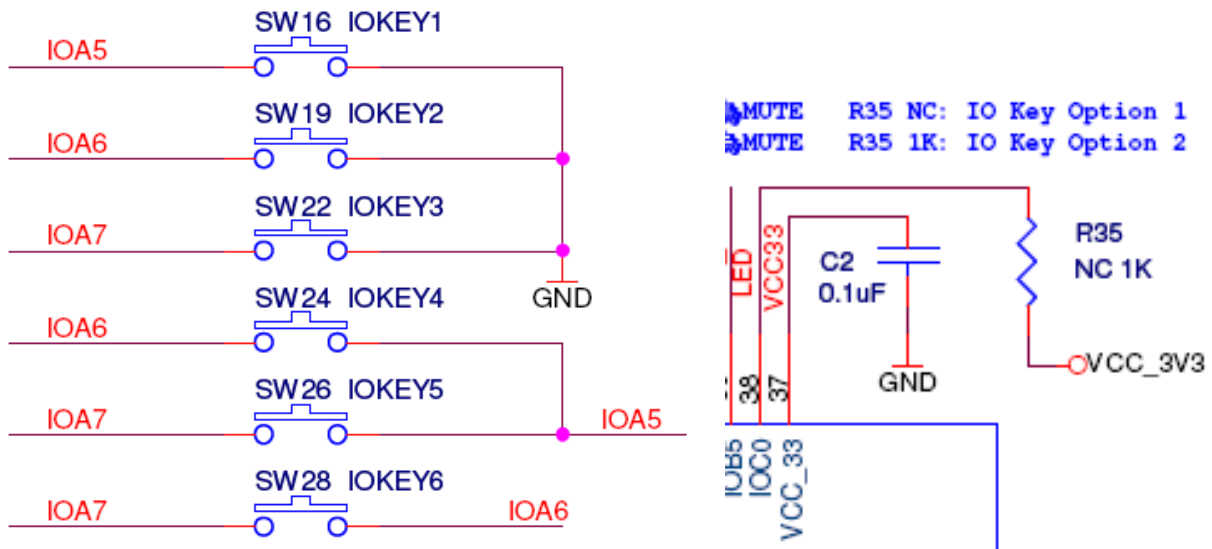 SW16 IOKEY1
IOA5
SW19 IOKEY2
IOA6
SW22 IOKEY3
IOA7
GND
SW24 IOKEY4
IOA6
SW26 IOKEY5
IOA7
IOA5
SW28 IOKEY6
IOA7
IOA6
MUTE R35 NC: IO Key Option 1
MUTE R35 1K: IO Key Option 2
LED
VCC33
C2
0.1uF
R35
NC 1K
GND
VCC_3V3
38
37
IOB5
IOC0
VCC_33